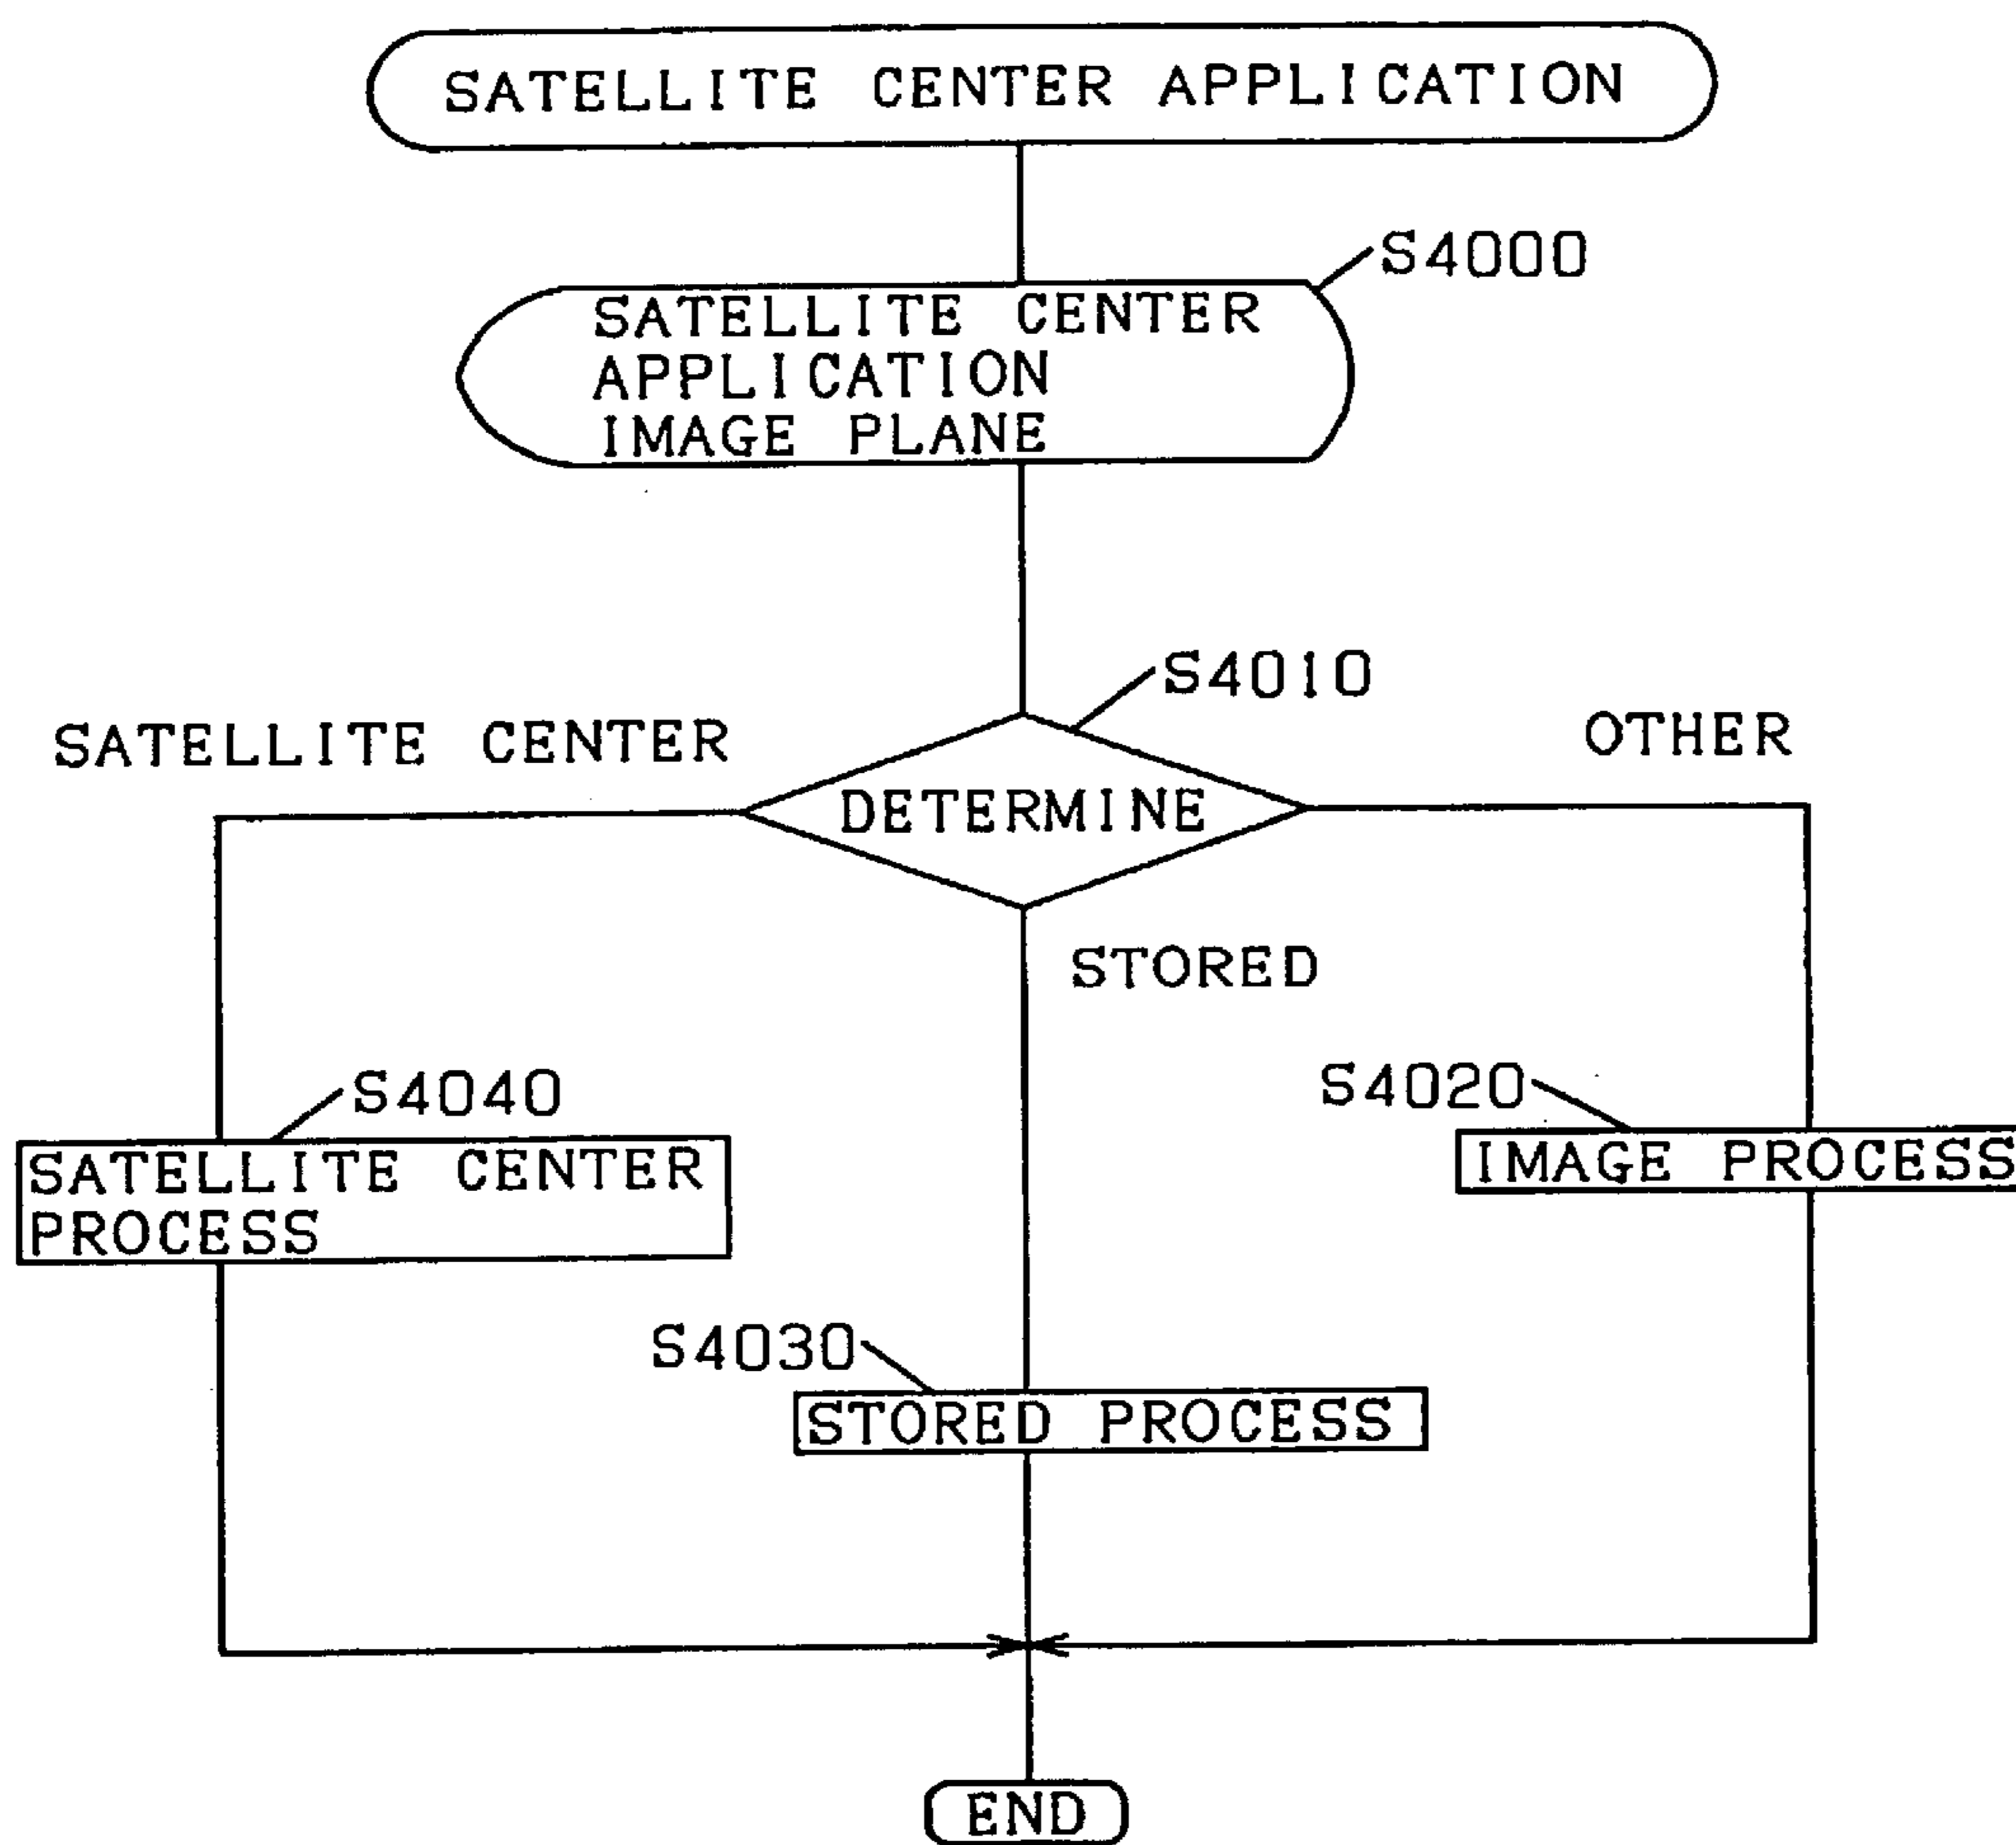 SATELLITE CENTER APPLICATION
S4000
SATELLITE CENTER
APPLICATION
IMAGE PLANE
S4010
SATELLITE CENTER
OTHER
DETERMINE
STORED
S4040
S4020
SATELLITE CENTER
PROCESS
IMAGE PROCESS
S4030
STORED PROCESS
END